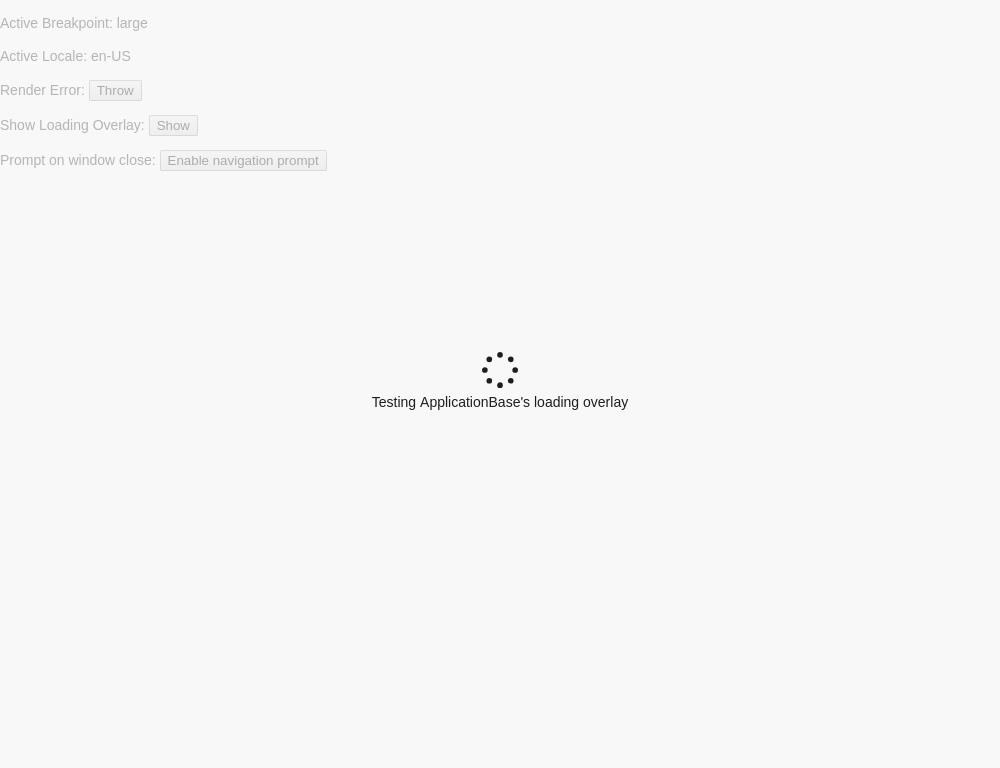 Active Breakpoint: large
Active Locale: en-US
Render Error: Throw
Show Loading Overlay: Show
Prompt on window close: Enable navigation prompt
Testing ApplicationBase's loading overlay